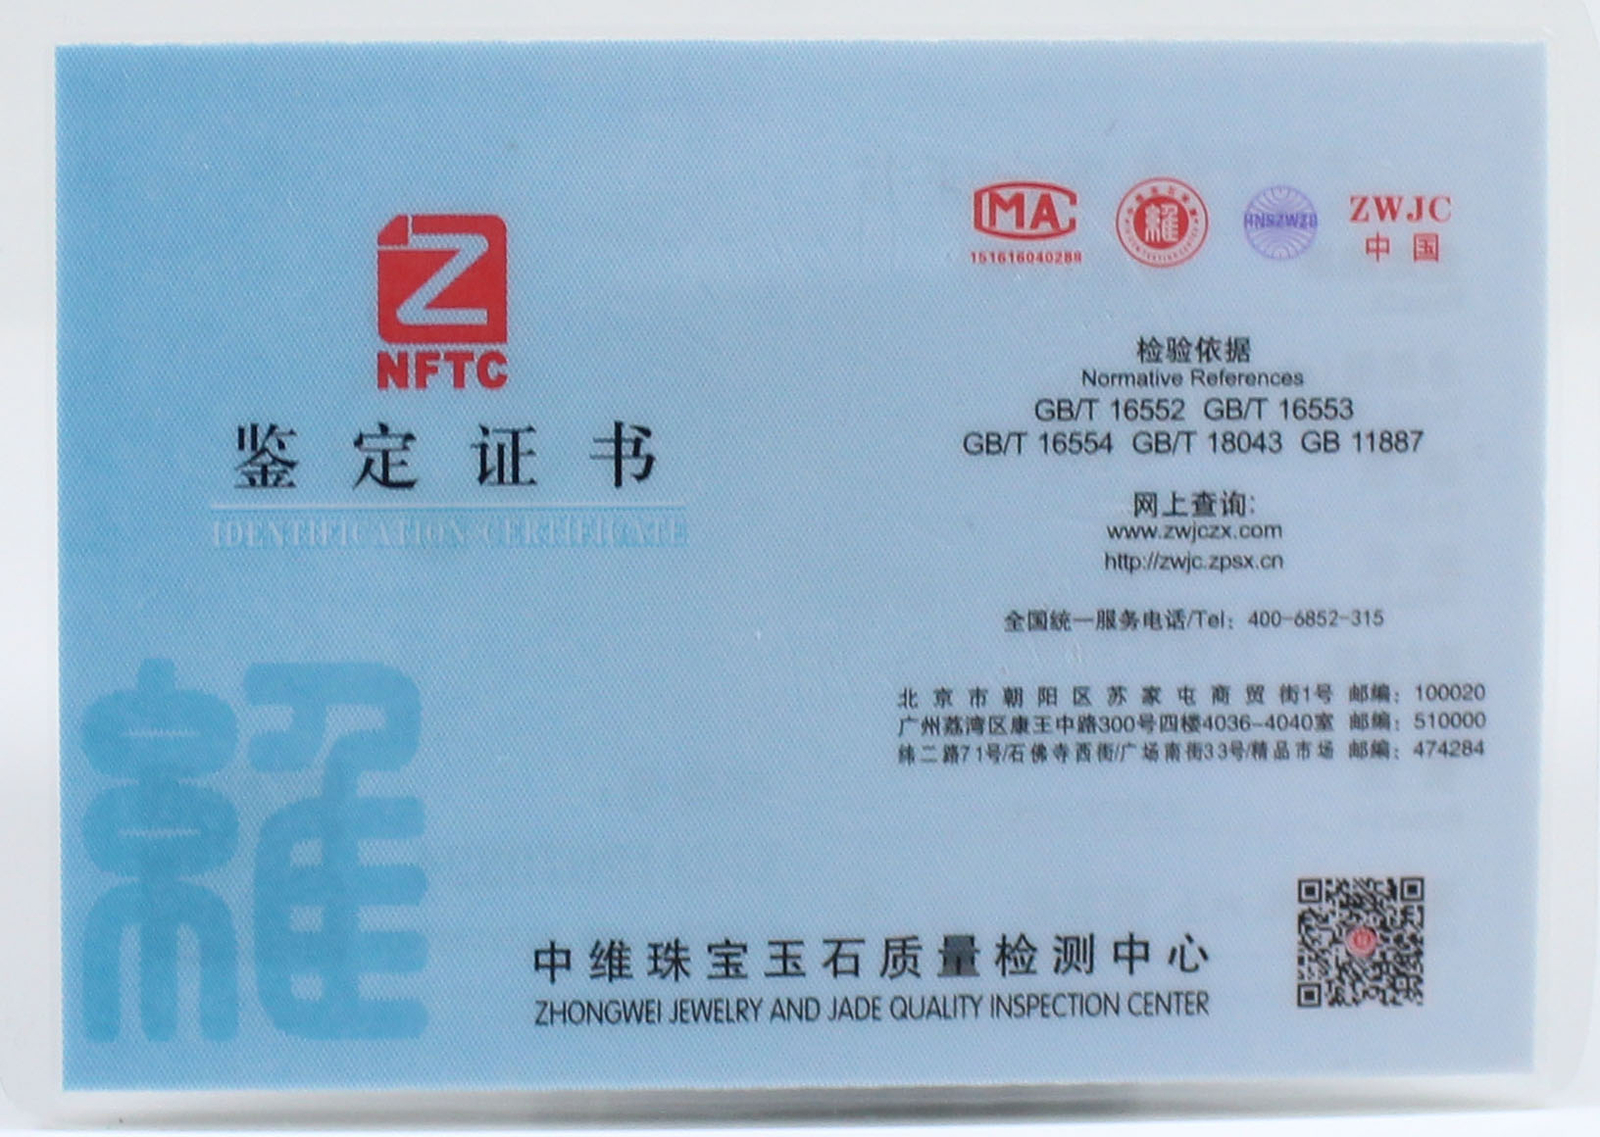 NFTC
鉴定证书
IDENTIFICATION CERTIFICATE
MA
151616040288
HNSZWZB
ZWJC
中国
检验依据
Normative References
GB/T 16552 GB/T 16553
GB/T 16554 GB/T 18043 GB 11887
网上查询:
www.zwjczx.com
http://zwjc.zpsx.cn
全国统一服务电话/Tel: 400-6852-315
北京市朝阳区苏家屯商贸街1号 邮编: 100020
广州荔湾区康王中路300号四楼4036-4040室 邮编: 510000
纬二路71号/石佛寺西街/广场南街33号/精品市场 邮编: 474284
中维珠宝玉石质量检测中心
ZHONGWEI JEWELRY AND JADE QUALITY INSPECTION CENTER